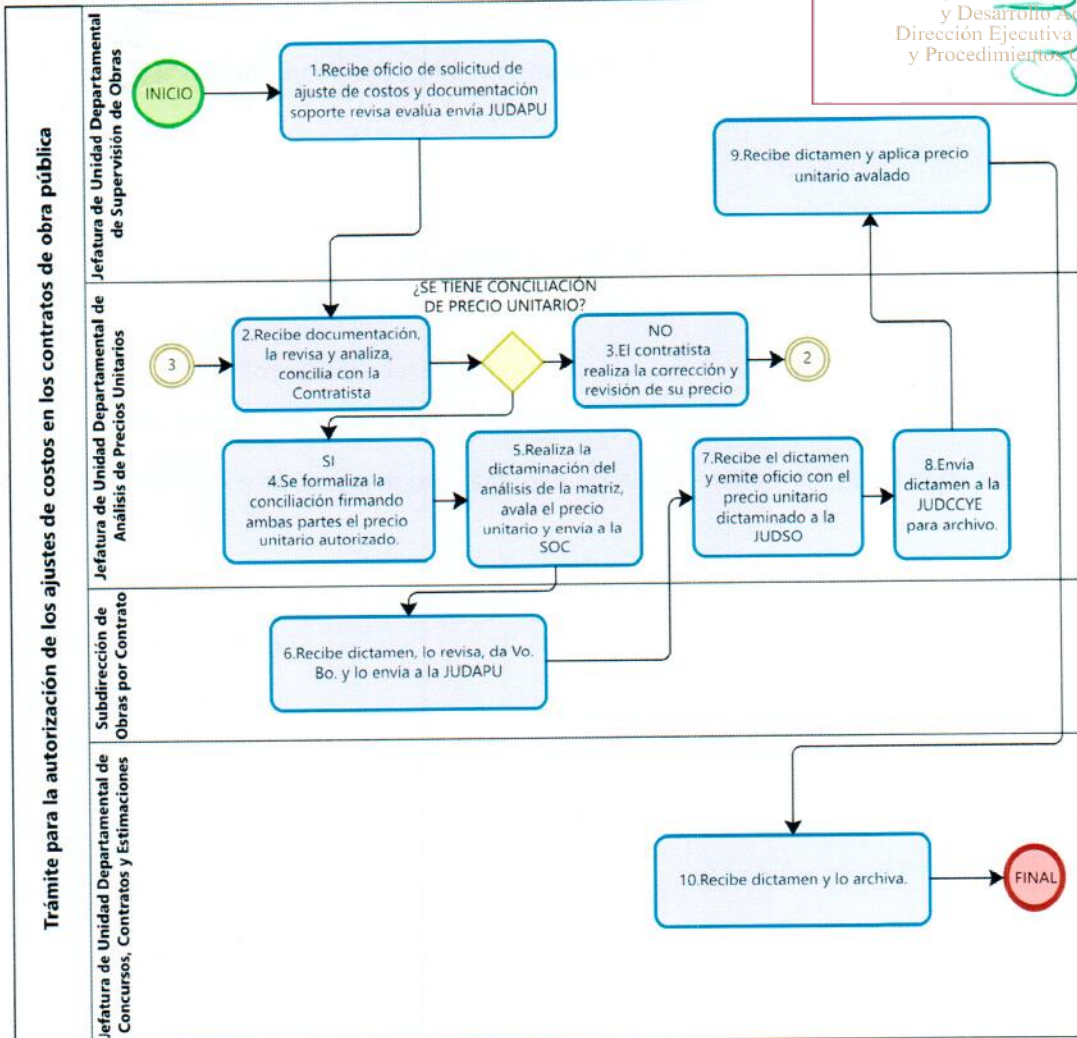 y Desarrollo
Dirección Ejecutiva
y Procedimientos
Trámite para la autorización de los ajustes de costos en los contratos de obra pública
Jefatura de Unidad Departamental
de Supervisión de Obras
INICIO
1.Recibe oficio de solicitud de
ajuste de costos y documentación
soporte revisa evalúa envía JUDAPU
9.Recibe dictamen y aplica precio
unitario avalado
Jefatura de Unidad Departamental de
Análisis de Precios Unitarios
3
2.Recibe documentación,
la revisa y analiza,
concilia con la
Contratista
¿SE TIENE CONCILIACIÓN
DE PRECIO UNITARIO?
NO
3.El contratista
realiza la corrección y
revisión de su precio
2
SI
4.Se formaliza la
conciliación firmando
ambas partes el precio
unitario autorizado.
5.Realiza la
dictaminación del
análisis de la matriz,
avala el precio
unitario y envía a la
SOC
7.Recibe el dictamen
y emite oficio con el
precio unitario
dictaminado a la
JUDSO
8.Envía
dictamen a la
JUDCCYE
para archivo.
Subdirección de
Obras por Contrato
6.Recibe dictamen, lo revisa, da Vo.
Bo. y lo envía a la JUDAPU
Jefatura de Unidad Departamental de
Concursos, Contratos y Estimaciones
10.Recibe dictamen y lo archiva.
FINAL